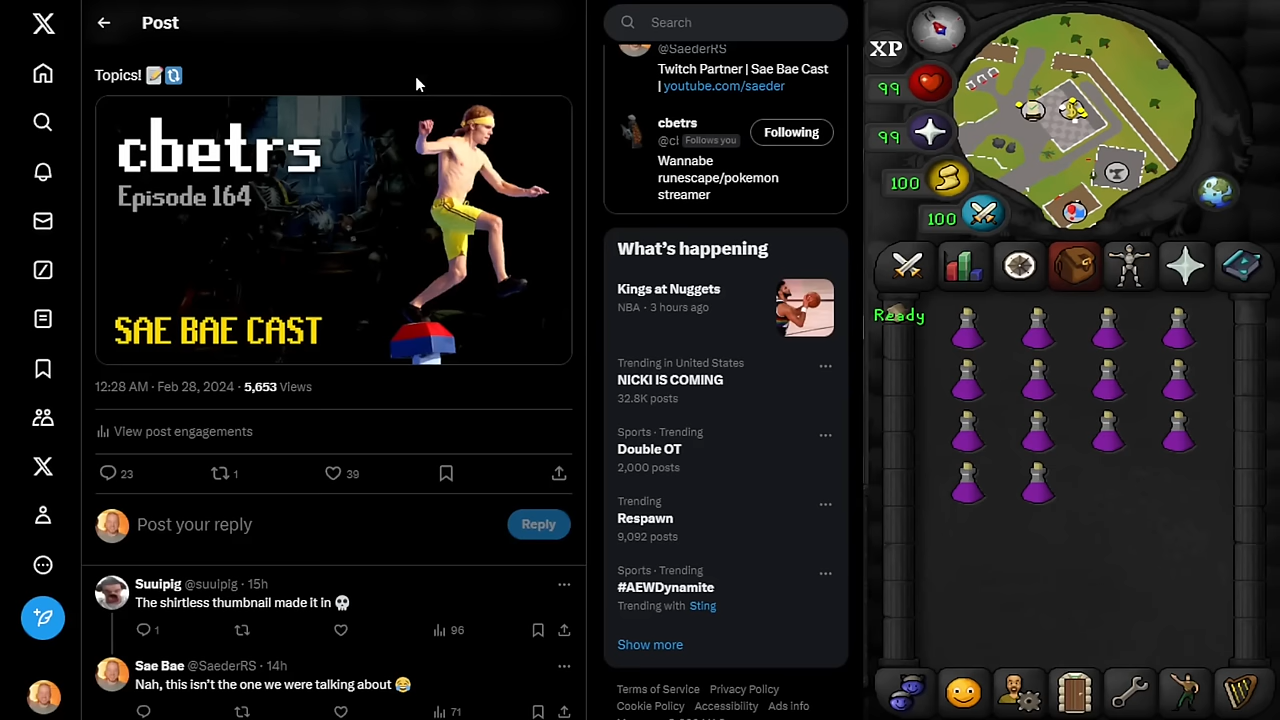 Post
Topics!
cbetrs
Episode 164
SAE BAE CAST
12:28 AM · Feb 28, 2024 · 5,653 Views
View post engagements
23
1
39
Post your reply
Reply
Suuipig @suuipig · 15h
The shirtless thumbnail made it in
1
96
Sae Bae @SaederRS · 14h
Nah, this isn't the one we were talking about
71
Search
@SaederRS
Twitch Partner | Sae Bae Cast
| youtube.com/saeder
cbetrs
Follows you
Following
Wannabe
runescape/pokemon
streamer
What's happening
Kings at Nuggets
NBA · 3 hours ago
Trending in United States
NICKI IS COMING
32.8K posts
Sports · Trending
Double OT
2,000 posts
Trending
Respawn
9,092 posts
Sports · Trending
#AEWDynamite
Trending with Sting
Show more
Terms of Service Privacy Policy
Cookie Policy Accessibility Ads info
XP
99
99
100
100
Ready